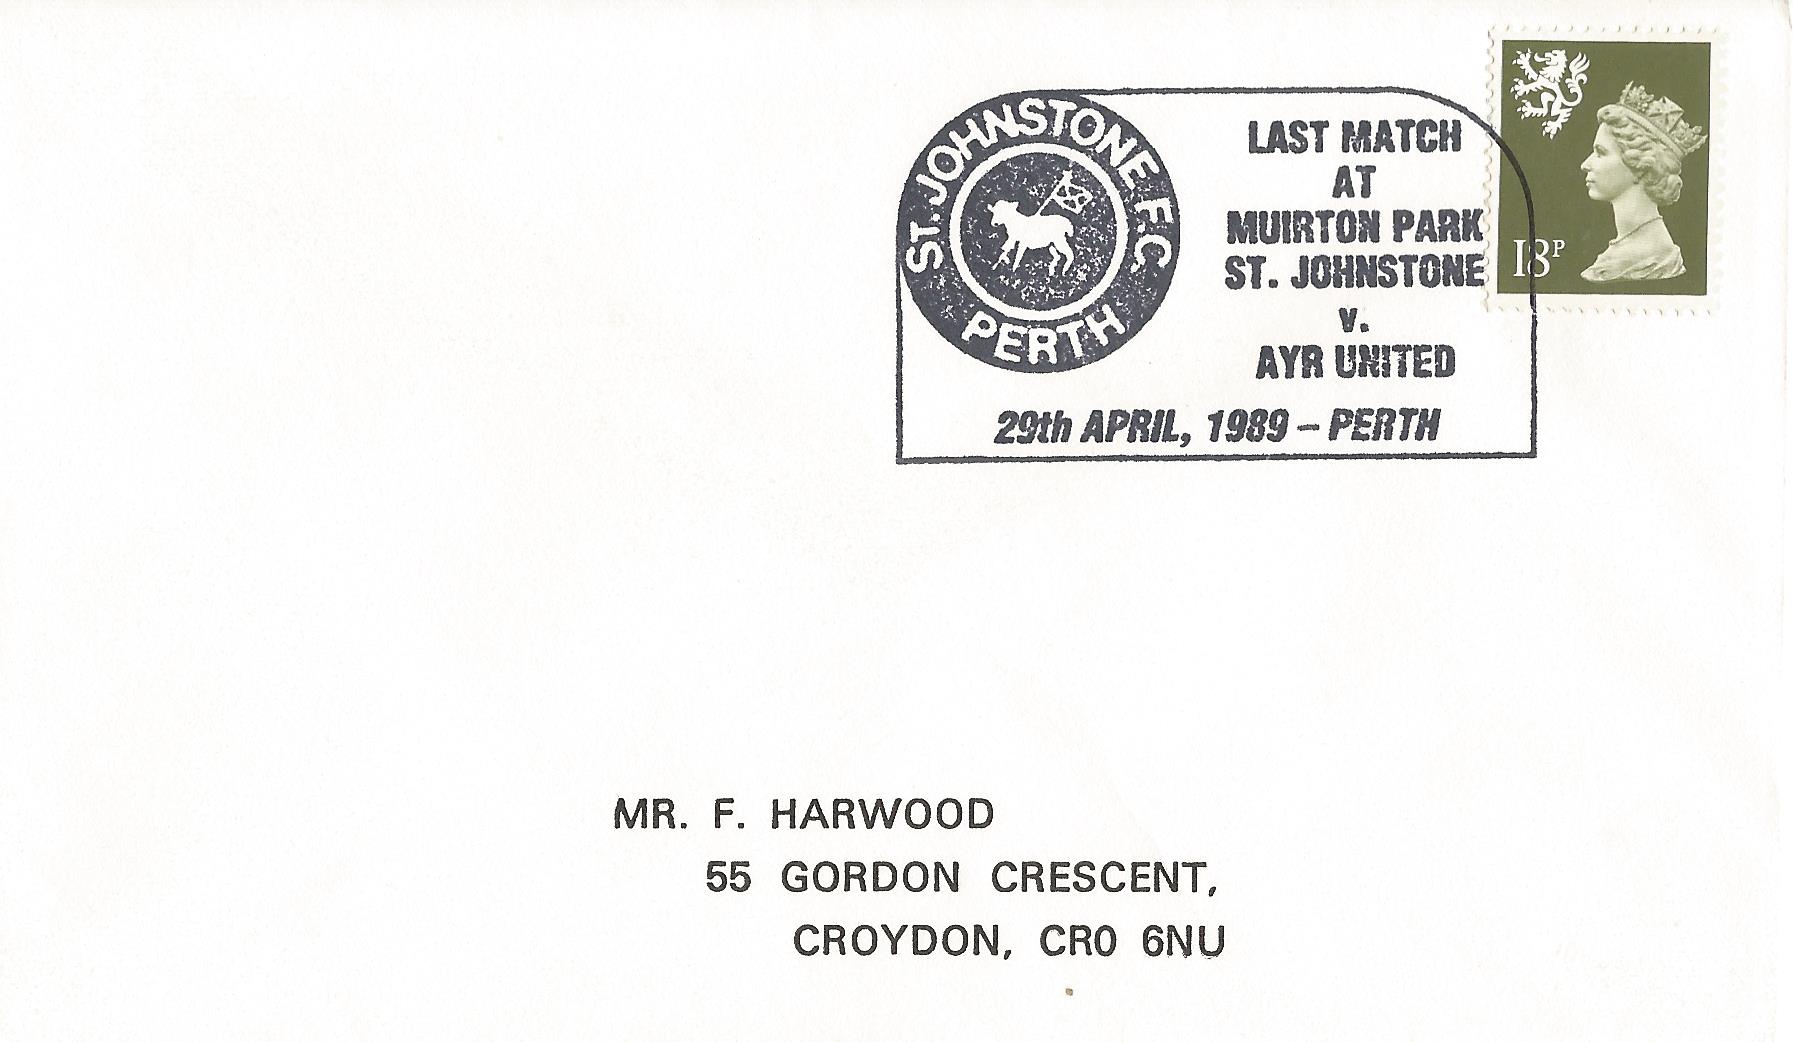 ST. JOHNSTONE F.C.
PERTH
LAST MATCH
AT
MUIRTON PARK
ST. JOHNSTONE
v.
AYR UNITED
29th APRIL, 1989 – PERTH
18P
MR. F. HARWOOD
55 GORDON CRESCENT,
CROYDON, CR0 6NU